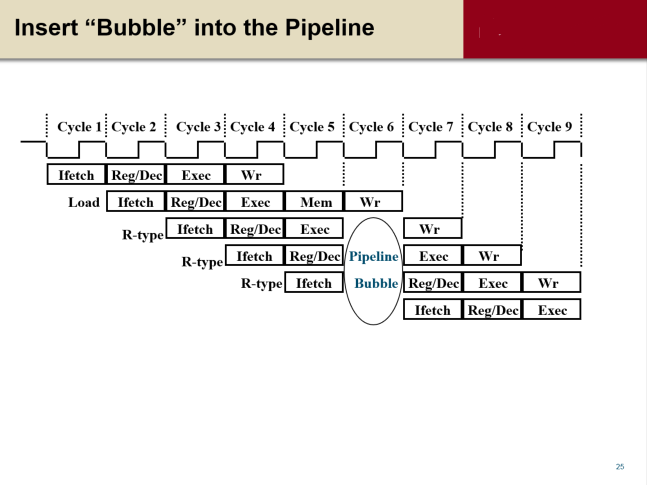 Insert “Bubble” into the Pipeline
Cycle 1 Cycle 2 Cycle 3 Cycle 4 Cycle 5 Cycle 6 Cycle 7 Cycle 8 Cycle 9
Ifetch Reg/Dec Exec Wr
Load Ifetch Reg/Dec Exec Mem Wr
R-type Ifetch Reg/Dec Exec Wr
R-type Ifetch Reg/Dec Pipeline Exec Wr
R-type Ifetch Bubble Reg/Dec Exec Wr
Ifetch Reg/Dec Exec
25